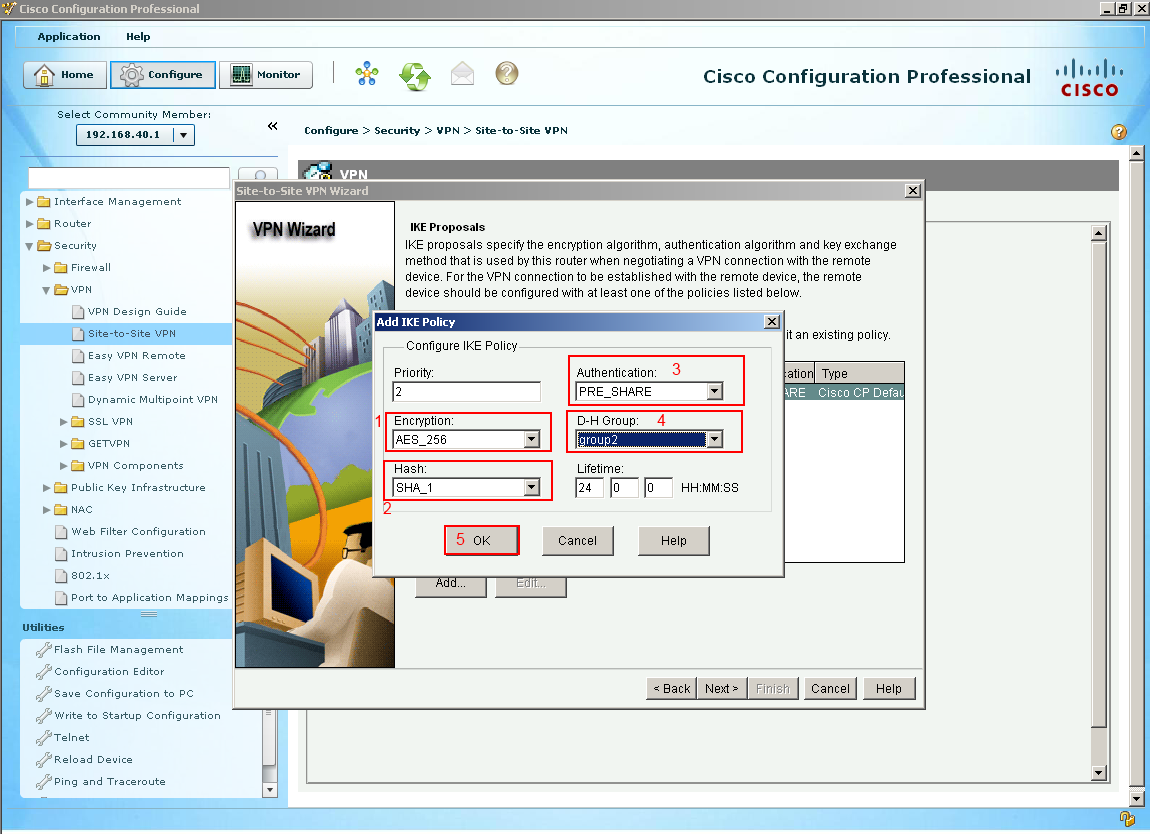 Cisco Configuration Professional
Application Help
Home Configure Monitor
Cisco Configuration Professional
CISCO
Select Community Member:
192.168.40.1
«
Configure > Security > VPN > Site-to-Site VPN
VPN
Interface Management
Router
Security
Firewall
VPN
VPN Design Guide
Site-to-Site VPN
Easy VPN Remote
Easy VPN Server
Dynamic Multipoint VPN
SSL VPN
GETVPN
VPN Components
Public Key Infrastructure
NAC
Web Filter Configuration
Intrusion Prevention
802.1x
Port to Application Mappings
Utilities
Flash File Management
Configuration Editor
Save Configuration to PC
Write to Startup Configuration
Telnet
Reload Device
Ping and Traceroute
Site-to-Site VPN Wizard
VPN Wizard
IKE Proposals
IKE proposals specify the encryption algorithm, authentication algorithm and key exchange
method that is used by this router when negotiating a VPN connection with the remote
device. For the VPN connection to be established with the remote device, the remote
device should be configured with at least one of the policies listed below.
it an existing policy.
cation Type
ARE Cisco CP Defau
Add IKE Policy
Configure IKE Policy
Priority:
2
Authentication: 3
PRE_SHARE
1 Encryption:
AES_256
D-H Group: 4
group2
Hash:
SHA_1
2
Lifetime:
24 0 0 HH:MM:SS
5 OK Cancel Help
Add... Edit...
< Back Next > Finish Cancel Help